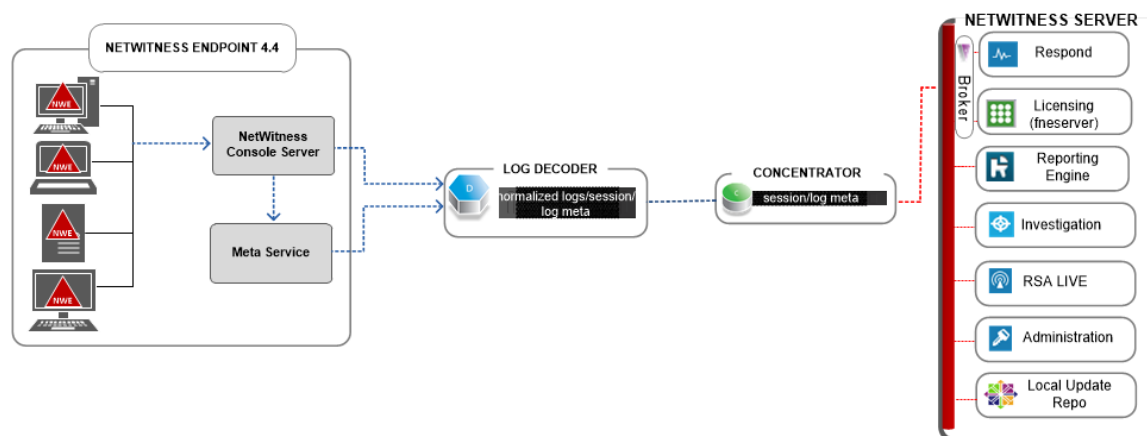 NETWITNESS ENDPOINT 4.4
NWE
NWE
NWE
NWE
NetWitness
Console Server
Meta Service
LOG DECODER
D
normalized logs/session/
log meta
CONCENTRATOR
C
session/log meta
NETWITNESS SERVER
Broker
Respond
Licensing
(fneserver)
Reporting
Engine
Investigation
RSA LIVE
Administration
Local Update
Repo